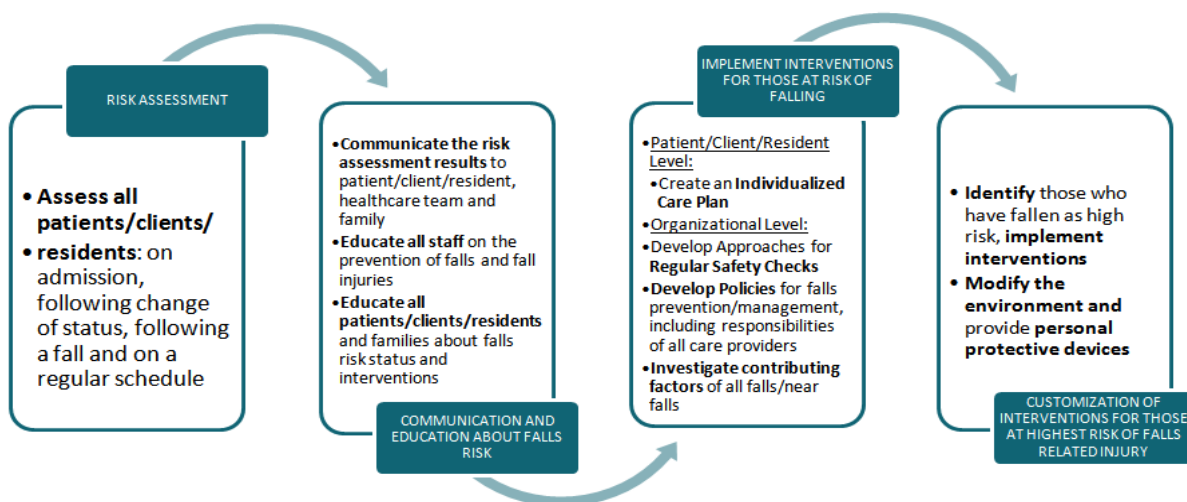 RISK ASSESSMENT
• Assess all
patients/clients/
• residents: on
admission,
following change
of status, following
a fall and on a
regular schedule
•Communicate the risk
assessment results to
patient/client/resident,
healthcare team and
family
•Educate all staff on the
prevention of falls and fall
injuries
•Educate all
patients/clients/residents
and families about falls
risk status and
interventions
COMMUNICATION AND
EDUCATION ABOUT FALLS
RISK
IMPLEMENT INTERVENTIONS
FOR THOSE AT RISK OF
FALLING
•Patient/Client/Resident
Level:
•Create an Individualized
Care Plan
•Organizational Level:
•Develop Approaches for
Regular Safety Checks
•Develop Policies for falls
prevention/management,
including responsibilities
of all care providers
•Investigate contributing
factors of all falls/near
falls
• Identify those who
have fallen as high
risk, implement
interventions
• Modify the
environment and
provide personal
protective devices
CUSTOMIZATION OF
INTERVENTIONS FOR THOSE
AT HIGHEST RISK OF FALLS
RELATED INJURY